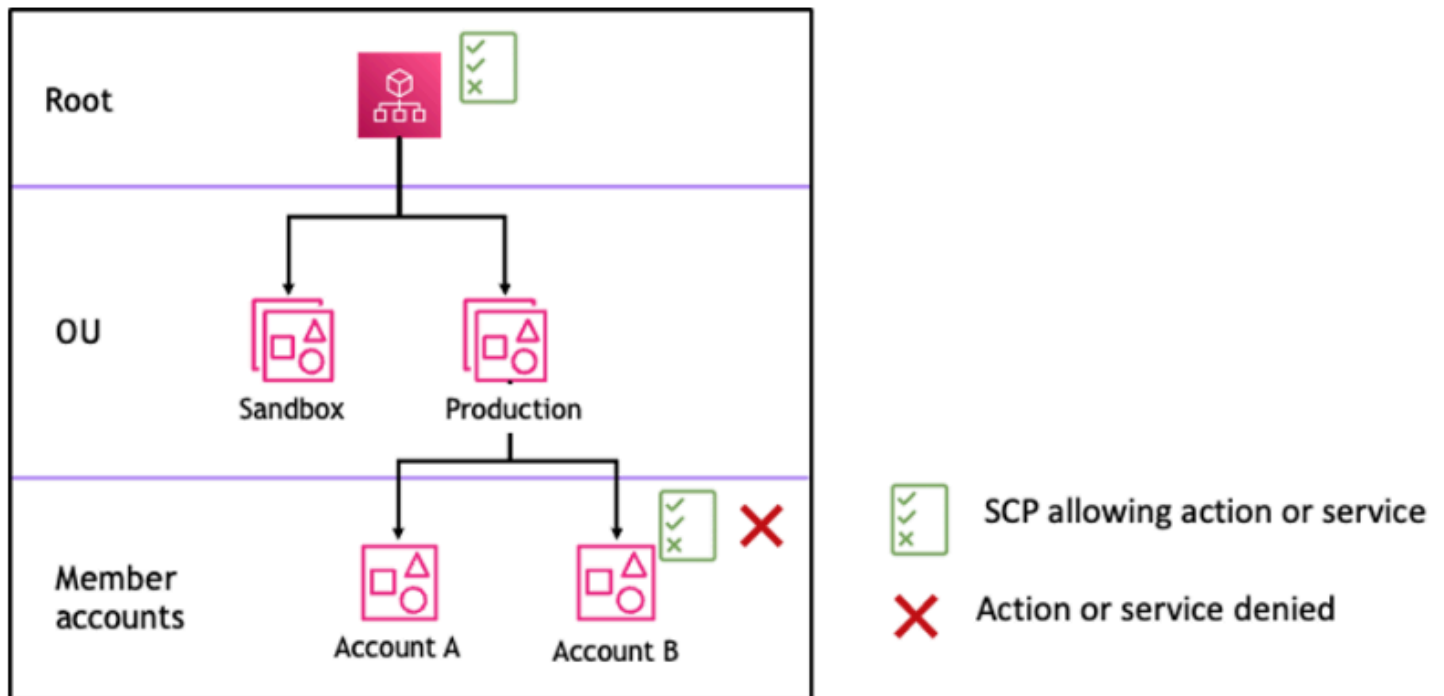 Root
OU
Sandbox
Production
Member
accounts
Account A
Account B
SCP allowing action or service
Action or service denied